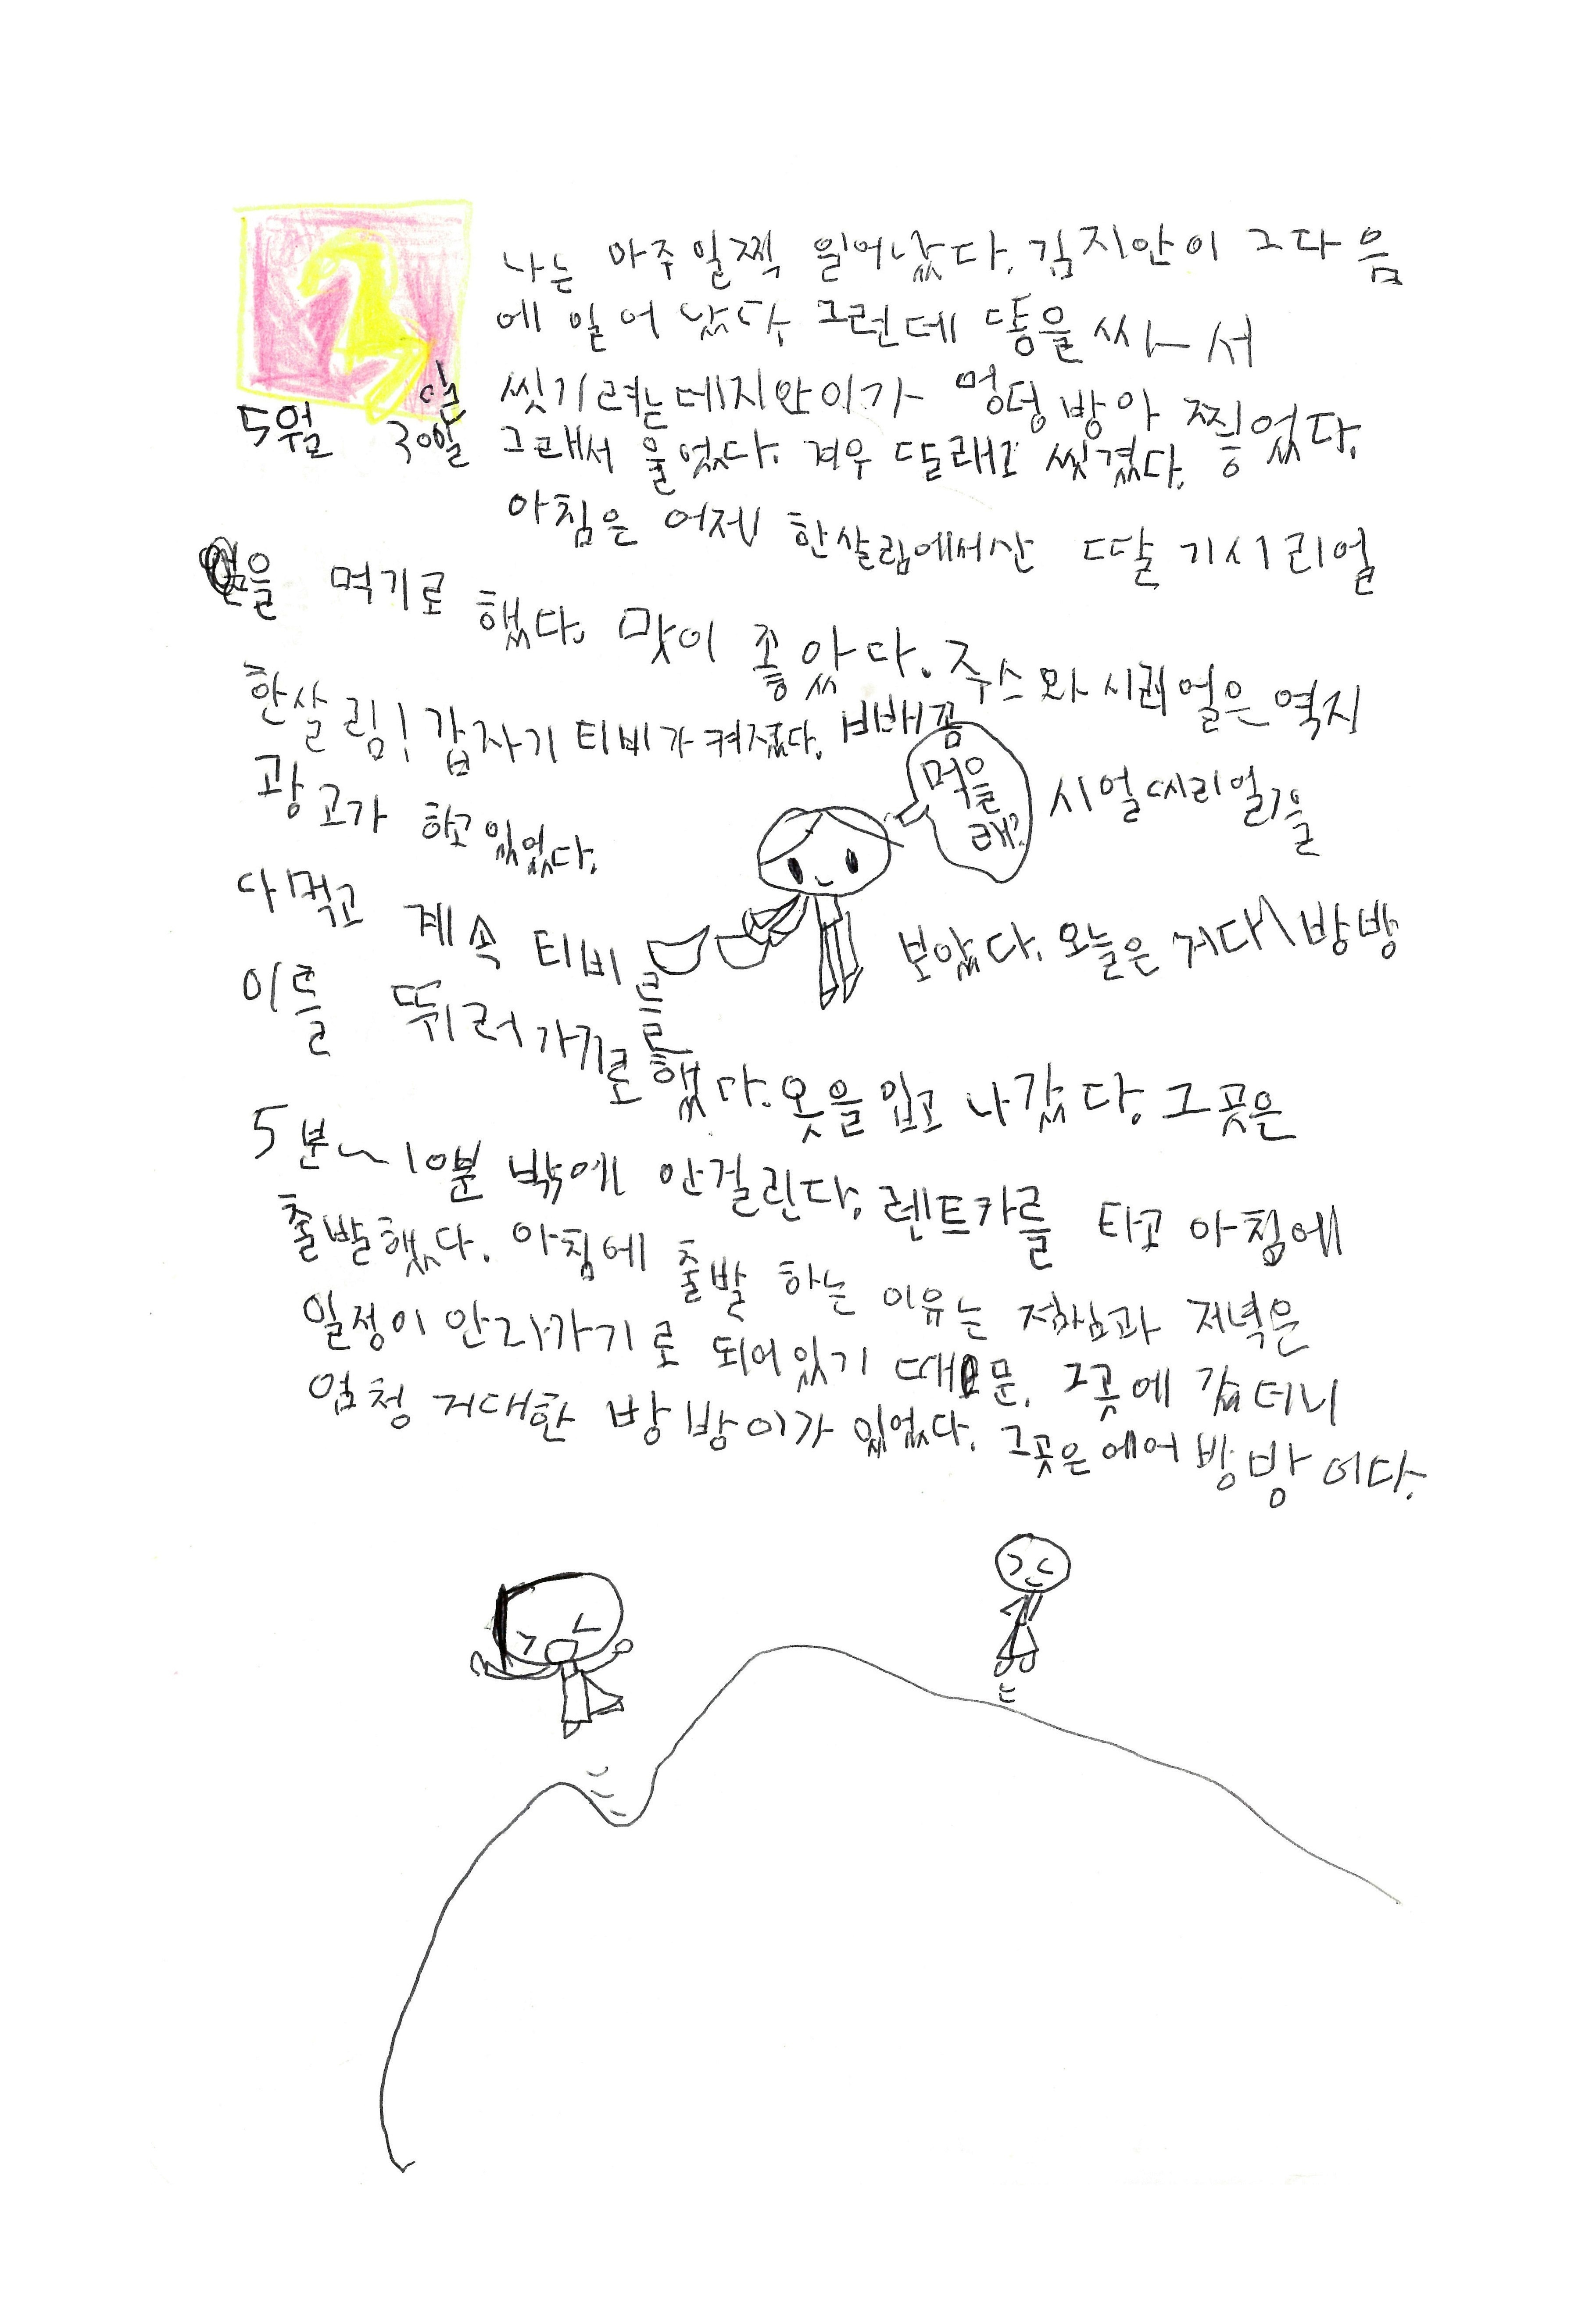 나는 아주 일찍 일어났다. 김지안이 그다음
에 일어 났다. 그런데 똥을 싸서
씻기려는데 지안이가 엉덩방아 찧었다.
5월 30일
그래서 울었다. 겨우 달래고 씻겼다.
아침은 어제 한살림에서 산 딸기시리얼
을 먹기로 했다. 맛이 좋았다. 주스와 시리얼은 역지
한살림! 갑자기 티비가 켜졌다.
광고가 하고 있었다.
먹을
래?
시얼 씨리얼을
다 먹고 계속 티비를 보았다. 오늘은 거대 방방
이를 뛰러가기로 했다. 옷을 입고 나갔다. 그곳은
5분~10분 밖에 안걸린다. 렌트카를 타고 아침에
출발했다. 아침에 출발 하는 이유는 점심과 저녁은
일정이 안나가기로 되어있기 때문. 그곳에 갔더니
엄청 거대한 방방이가 있었다. 그곳은 에어방방 이다.